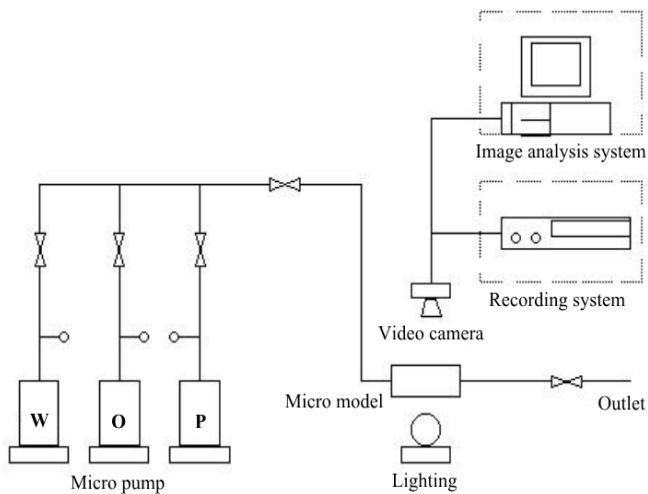 Image analysis system
Recording system
Video camera
Micro model
Outlet
W
O
P
Micro pump
Lighting